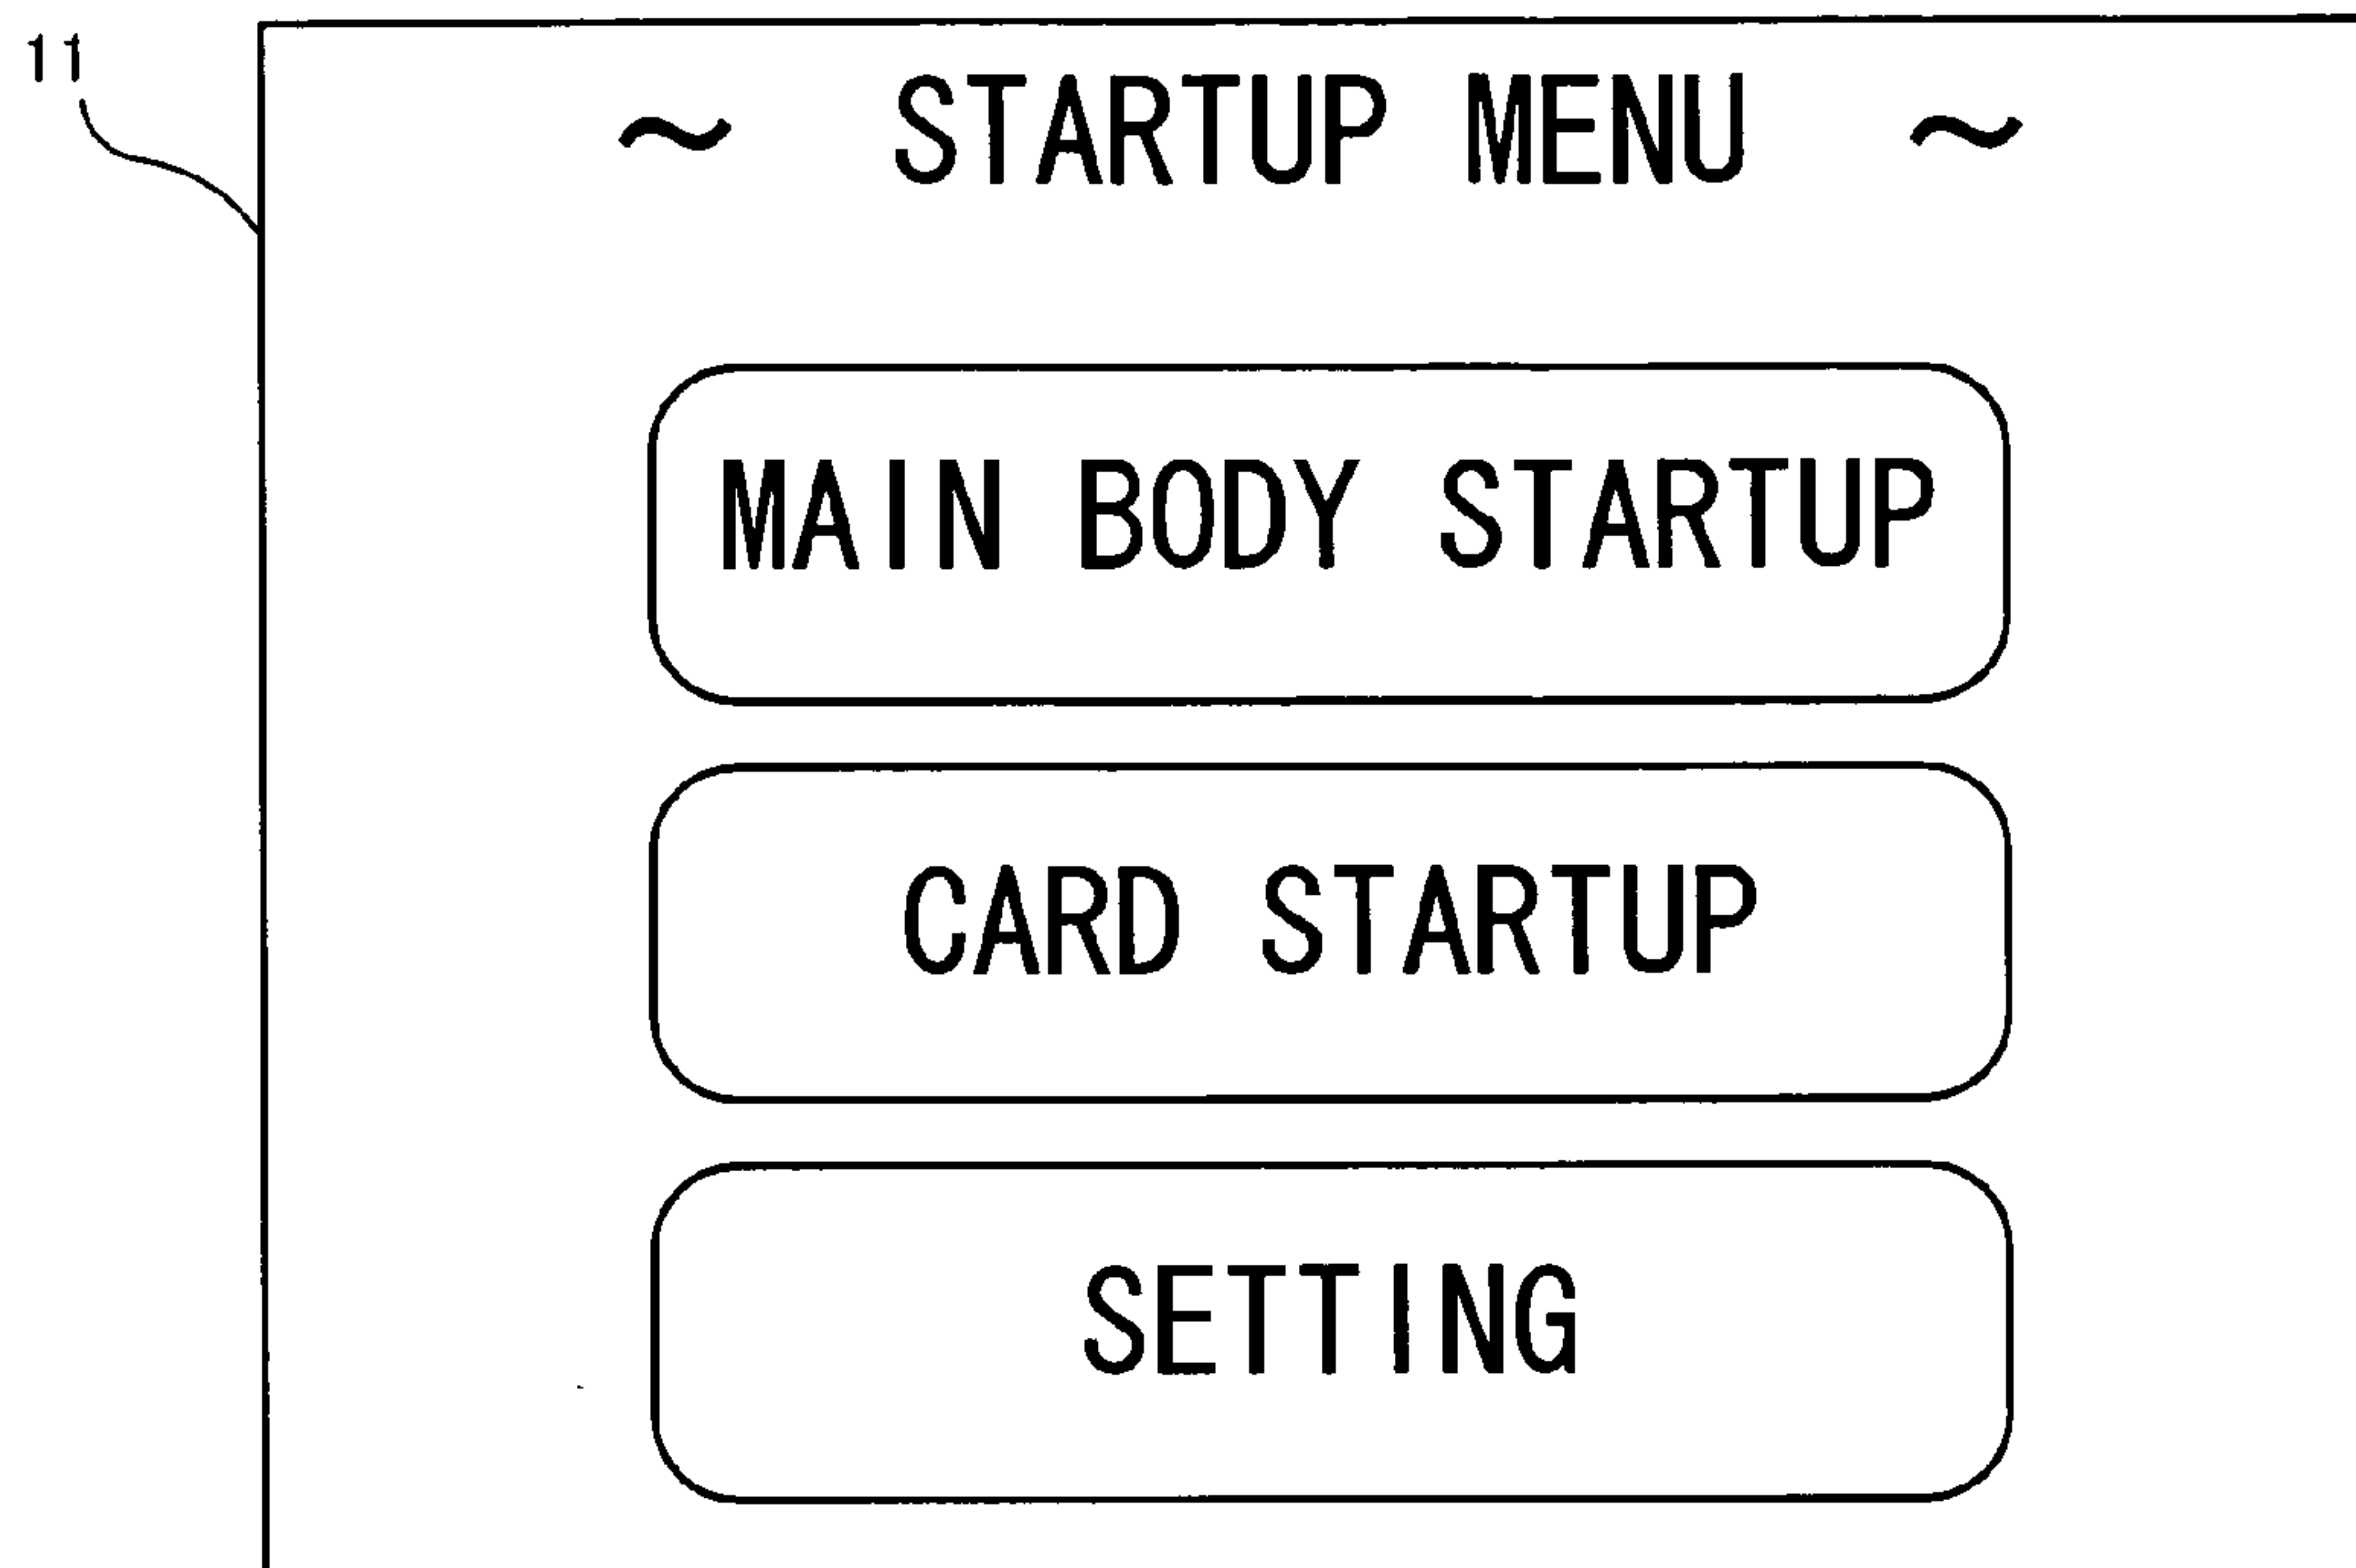 11
~ STARTUP MENU ~
MAIN BODY STARTUP
CARD STARTUP
SETTING